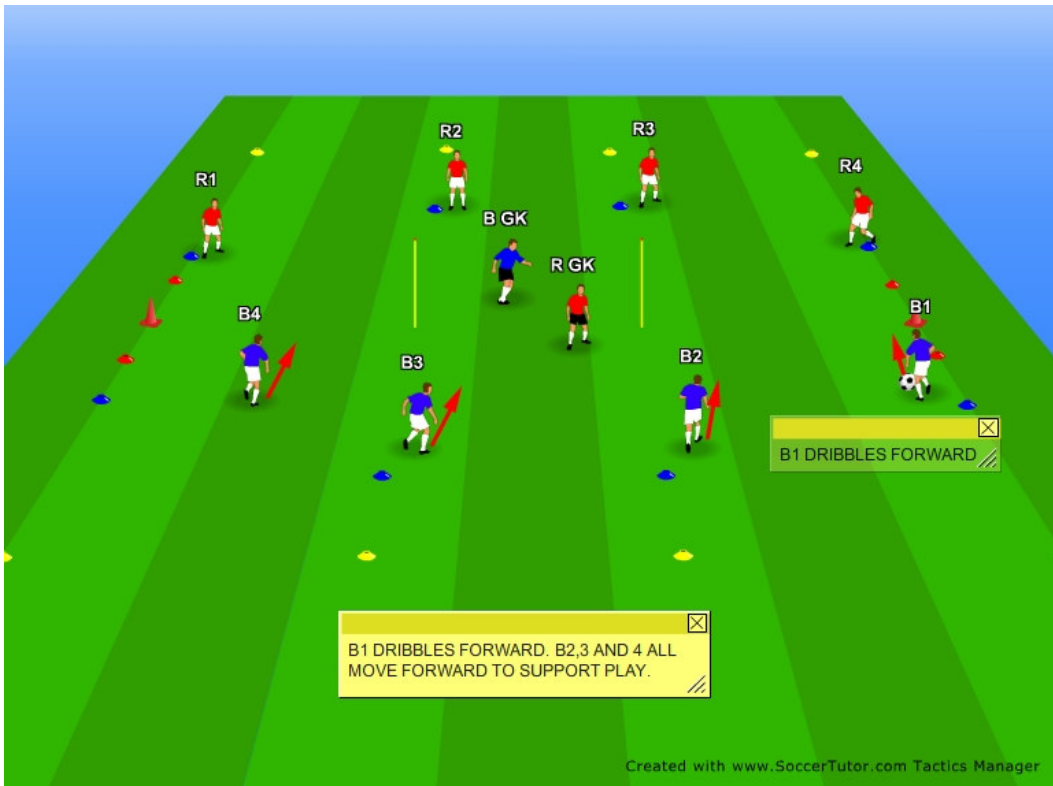 R2
R3
R1
R4
B GK
R GK
B4
B1
B3
B2
B1 DRIBBLES FORWARD
B1 DRIBBLES FORWARD. B2,3 AND 4 ALL
MOVE FORWARD TO SUPPORT PLAY.
Created with www.SoccerTutor.com Tactics Manager